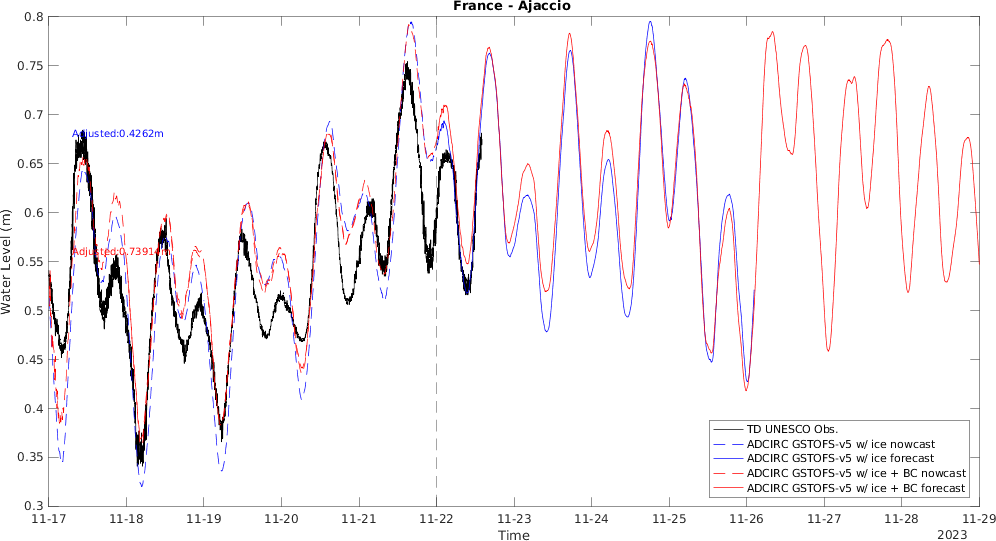 France - Ajaccio
0.8
0.75
0.7
0.65
0.6
0.55
0.5
0.45
0.4
0.35
0.3
Water Level (m)
Adjusted:0.4262m
Adjusted:0.7391m
TD UNESCO Obs.
ADCIRC GSTOFS-v5 w/ ice nowcast
ADCIRC GSTOFS-v5 w/ ice forecast
ADCIRC GSTOFS-v5 w/ ice + BC nowcast
ADCIRC GSTOFS-v5 w/ ice + BC forecast
11-17 11-18 11-19 11-20 11-21 11-22 11-23 11-24 11-25 11-26 11-27 11-28 11-29
Time
2023